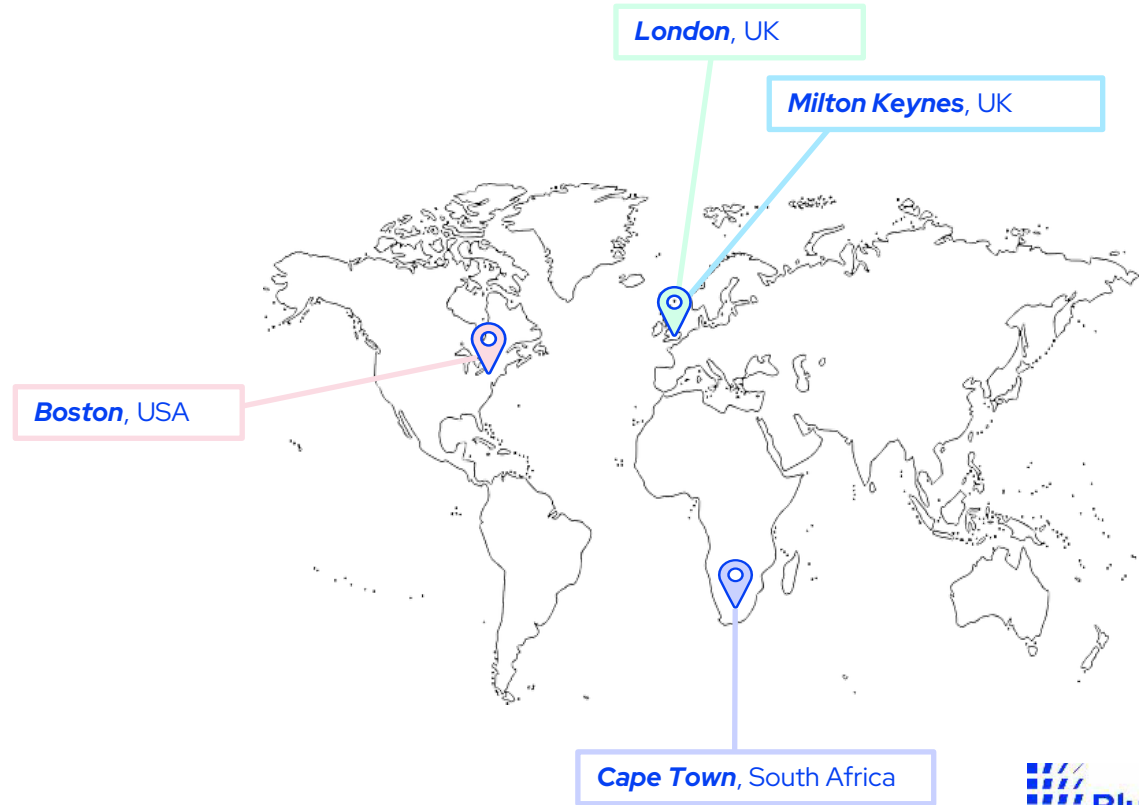 London, UK
Milton Keynes, UK
Boston, USA
Cape Town, South Africa